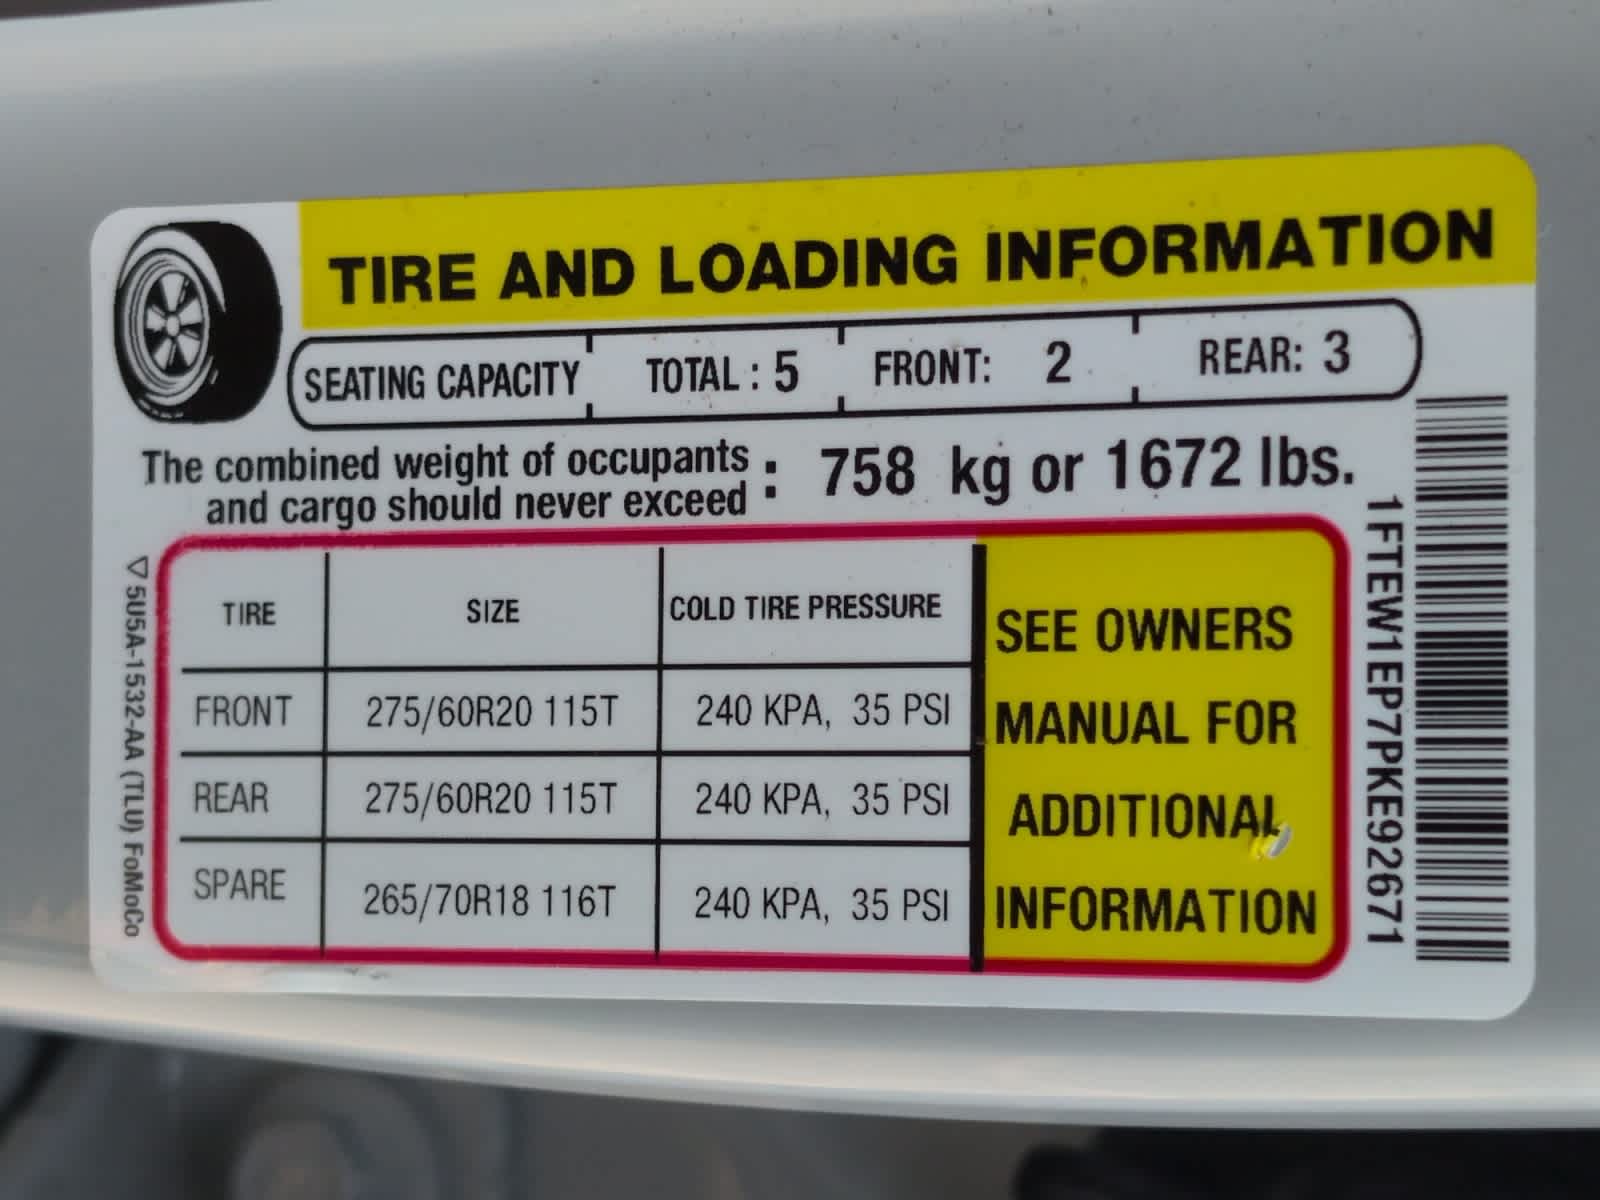 TIRE AND LOADING INFORMATION
SEATING CAPACITY TOTAL : 5 FRONT: 2 REAR: 3
The combined weight of occupants
and cargo should never exceed : 758 kg or 1672 lbs.
TIRE SIZE COLD TIRE PRESSURE
FRONT 275/60R20 115T 240 KPA, 35 PSI
REAR 275/60R20 115T 240 KPA, 35 PSI
SPARE 265/70R18 116T 240 KPA, 35 PSI
SEE OWNERS
MANUAL FOR
ADDITIONAL
INFORMATION
5U5A-1532-AA (TLU) FoMoCo
1FTEW1EP7PKE92671